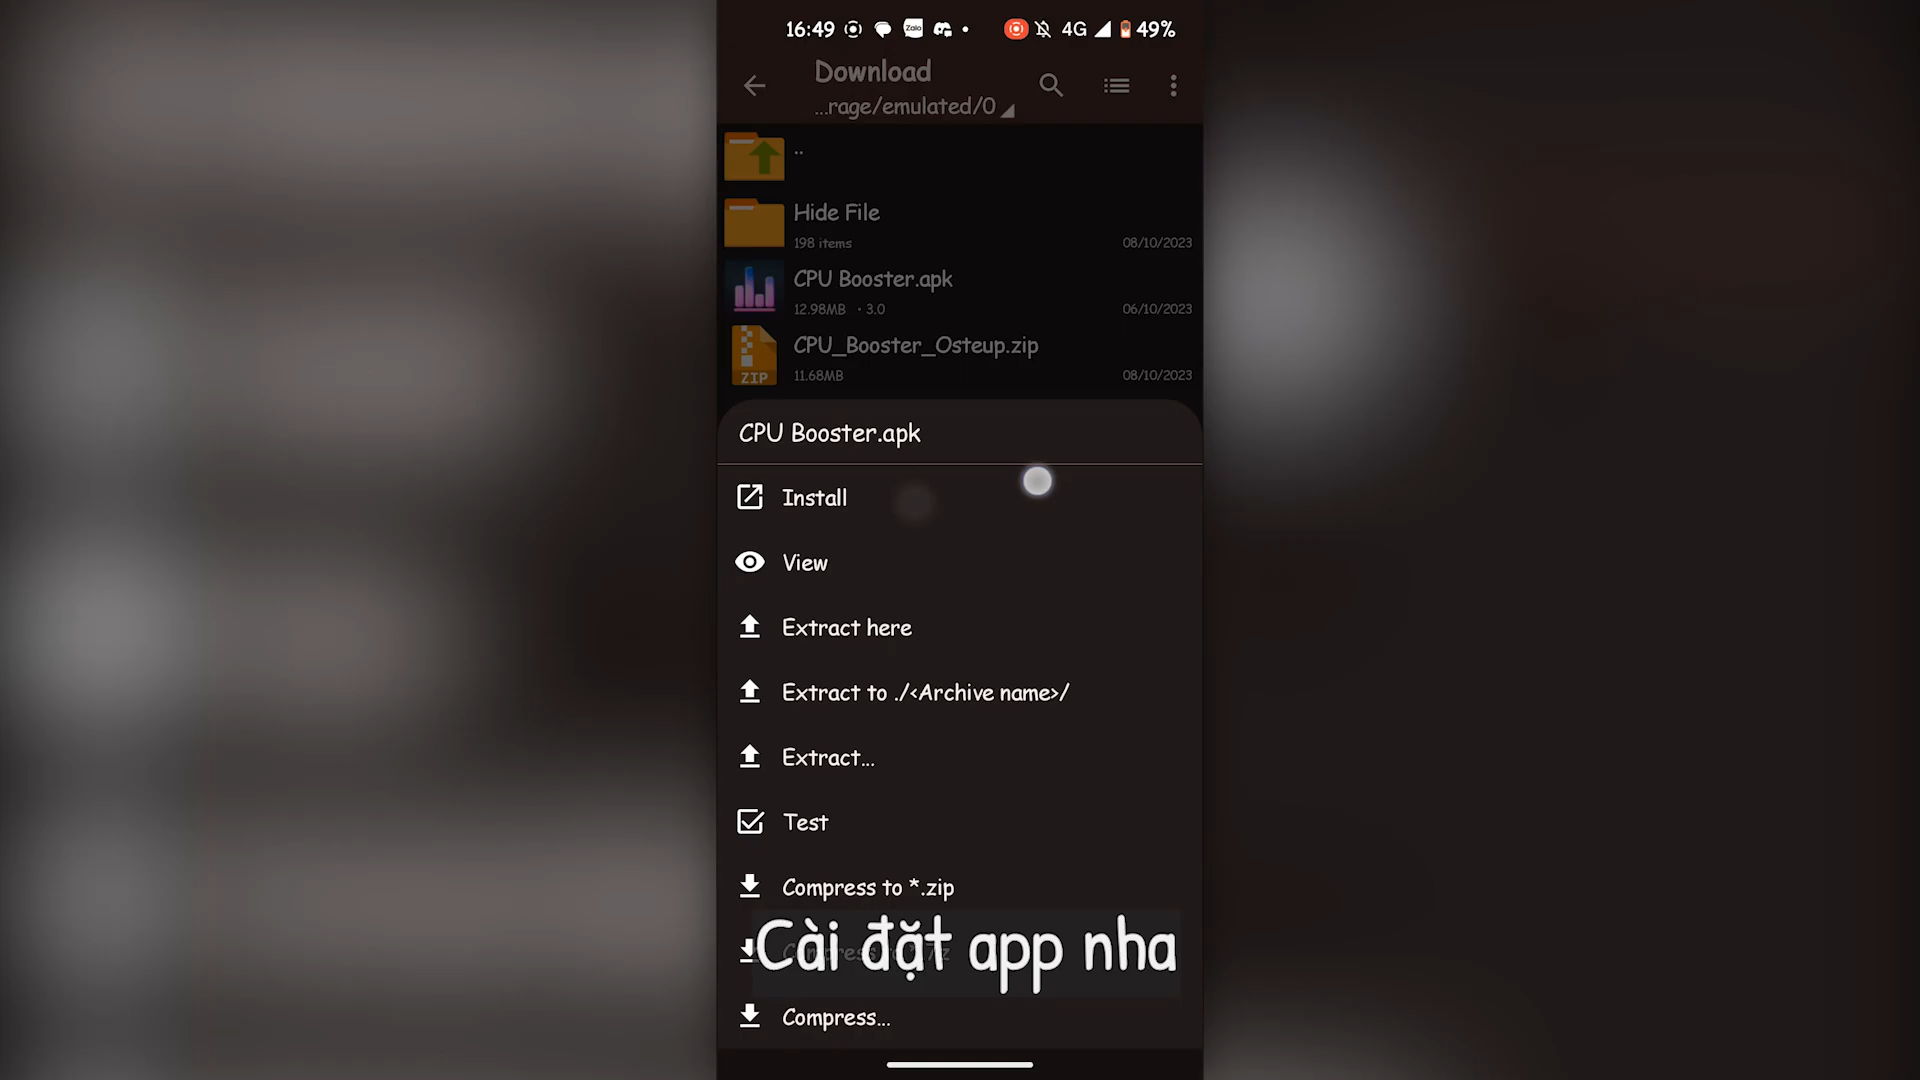 16:49
Zalo
4G
49%
Download
...rage/emulated/0
..
Hide File
198 items
08/10/2023
CPU Booster.apk
12.98MB · 3.0
06/10/2023
CPU_Booster_Osteup.zip
ZIP
11.68MB
08/10/2023
CPU Booster.apk
Install
View
Extract here
Extract to ./<Archive name>/
Extract...
Test
Compress to *.zip
Cài đặt app nha
Compress...